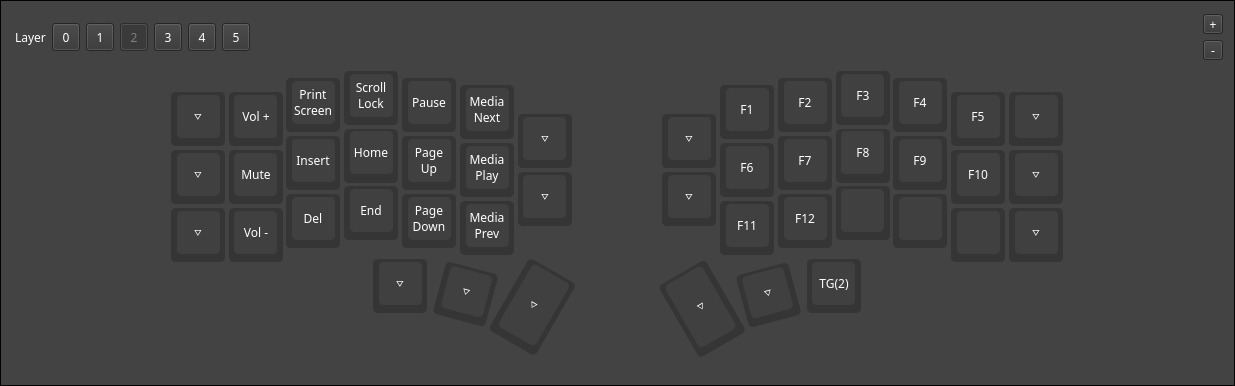 Layer 0 1 2 3 4 5
+
-
Vol +
Print
Screen
Scroll
Lock
Pause
Media
Next
F1
F2
F3
F4
F5
Mute
Insert
Home
Page
Up
Media
Play
F6
F7
F8
F9
F10
Vol -
Del
End
Page
Down
Media
Prev
F11
F12
TG(2)